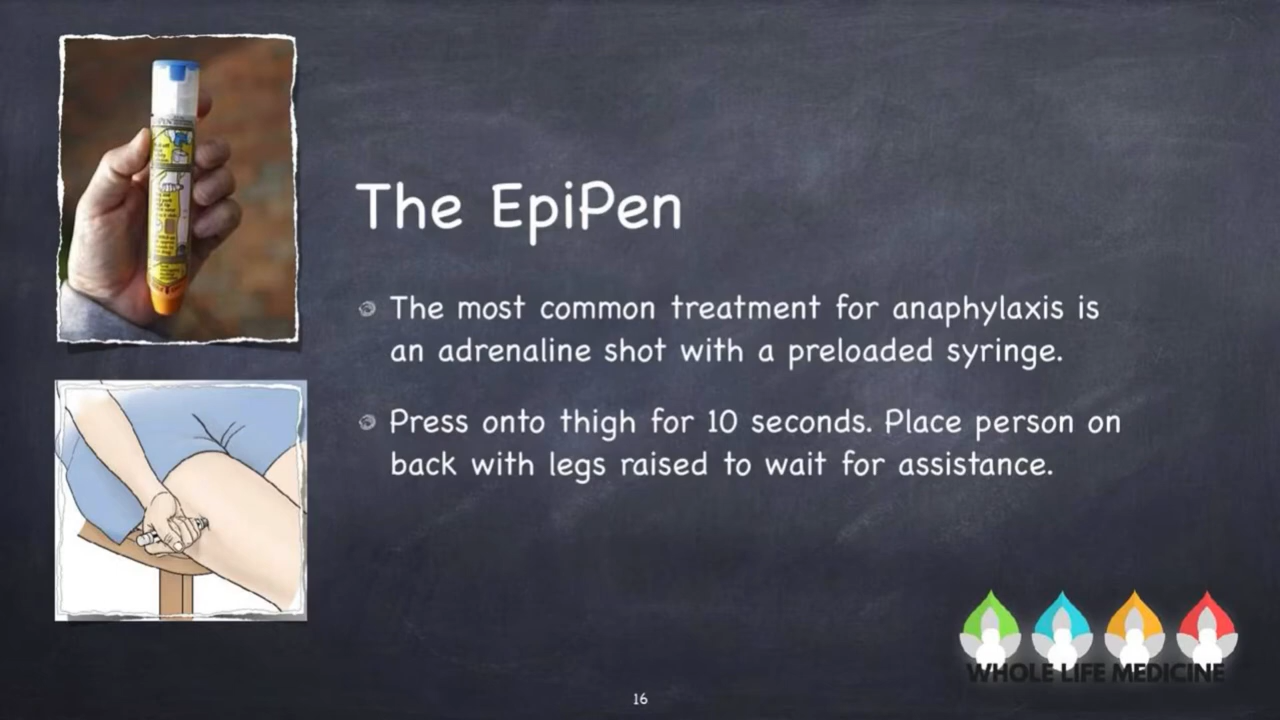 The EpiPen
The most common treatment for anaphylaxis is
an adrenaline shot with a preloaded syringe.
Press onto thigh for 10 seconds. Place person on
back with legs raised to wait for assistance.
WHOLE LIFE MEDICINE
16